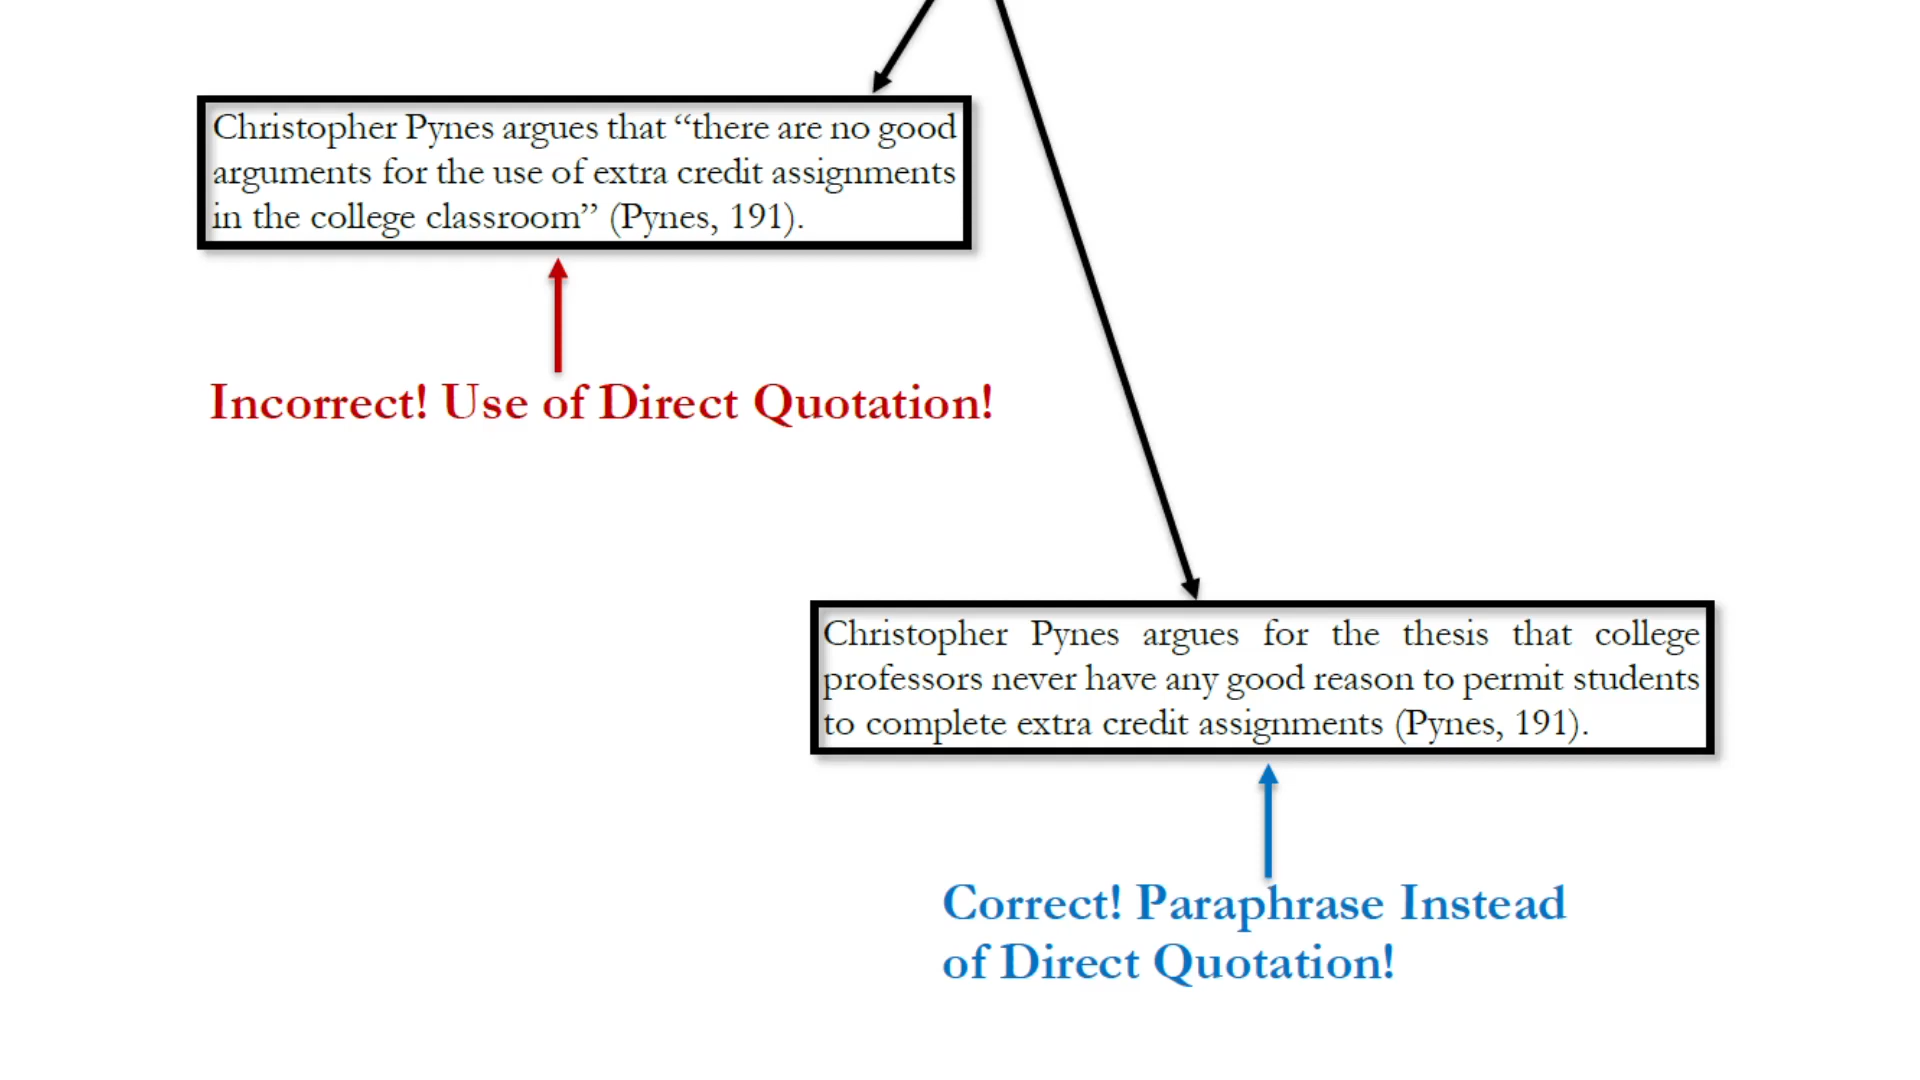 Christopher Pynes argues that “there are no good
arguments for the use of extra credit assignments
in the college classroom” (Pynes, 191).
Incorrect! Use of Direct Quotation!
Christopher Pynes argues for the thesis that college
professors never have any good reason to permit students
to complete extra credit assignments (Pynes, 191).
Correct! Paraphrase Instead
of Direct Quotation!